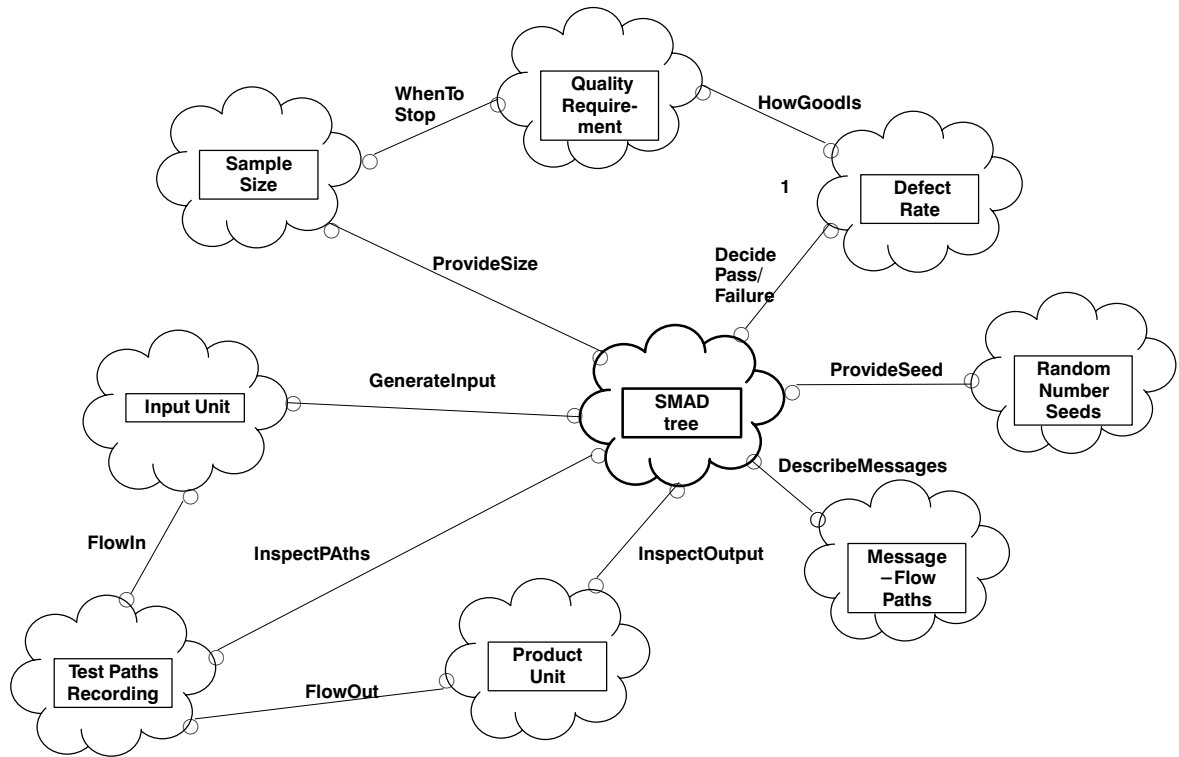 Quality
Require-
ment
WhenTo
Stop
HowGoodIs
Sample
Size
1
Defect
Rate
ProvideSize
Decide
Pass/
Failure
GenerateInput
ProvideSeed
Random
Number
Seeds
Input Unit
SMAD
tree
DescribeMessages
FlowIn
InspectPAths
InspectOutput
Message
–Flow
Paths
Test Paths
Recording
FlowOut
Product
Unit